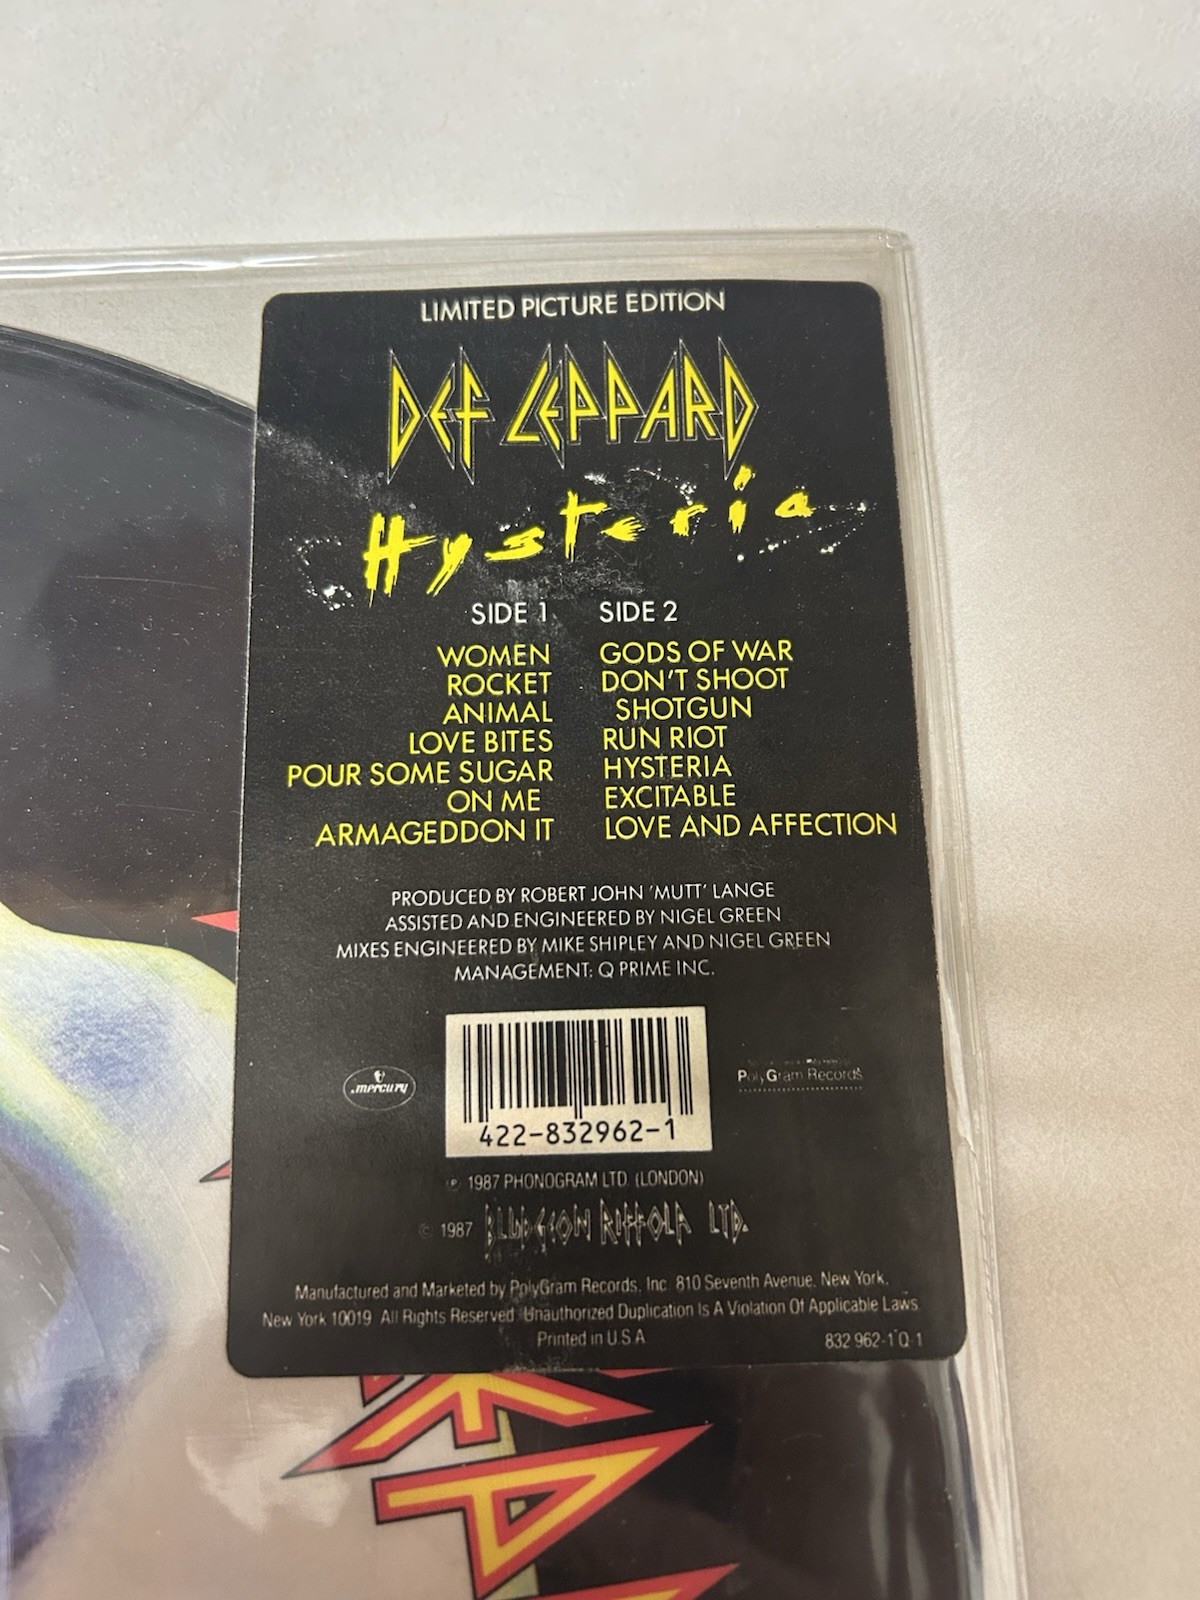 LIMITED PICTURE EDITION
DEF LEPPARD
Hysteria
SIDE 1
WOMEN
ROCKET
ANIMAL
LOVE BITES
POUR SOME SUGAR
ON ME
ARMAGEDDON IT
SIDE 2
GODS OF WAR
DON'T SHOOT
SHOTGUN
RUN RIOT
HYSTERIA
EXCITABLE
LOVE AND AFFECTION
PRODUCED BY ROBERT JOHN 'MUTT' LANGE
ASSISTED AND ENGINEERED BY NIGEL GREEN
MIXES ENGINEERED BY MIKE SHIPLEY AND NIGEL GREEN
MANAGEMENT: Q PRIME INC.
mercury
PolyGram Records
422-832962-1
℗ 1987 PHONOGRAM LTD. (LONDON)
© 1987 BLUDGEON RIFFOLA LTD.
Manufactured and Marketed by PolyGram Records, Inc. 810 Seventh Avenue, New York,
New York 10019 All Rights Reserved. Unauthorized Duplication Is A Violation Of Applicable Laws.
Printed in U.S.A
832 962-1 Q-1